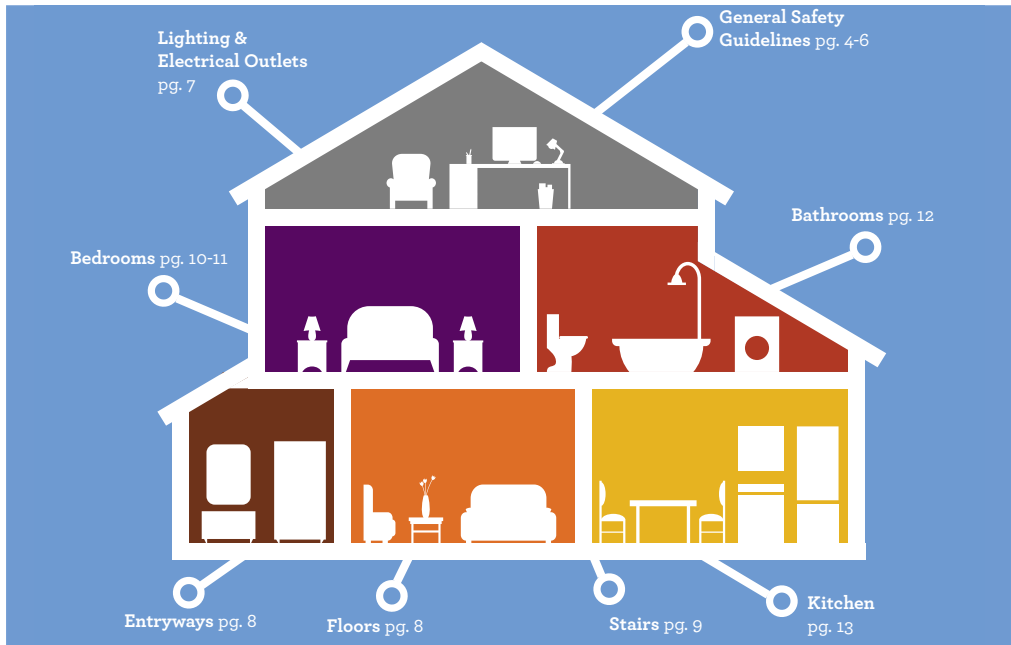 Lighting &
Electrical Outlets
pg. 7
General Safety
Guidelines pg. 4-6
Bathrooms pg. 12
Bedrooms pg. 10-11
Entryways pg. 8
Floors pg. 8
Stairs pg. 9
Kitchen
pg. 13